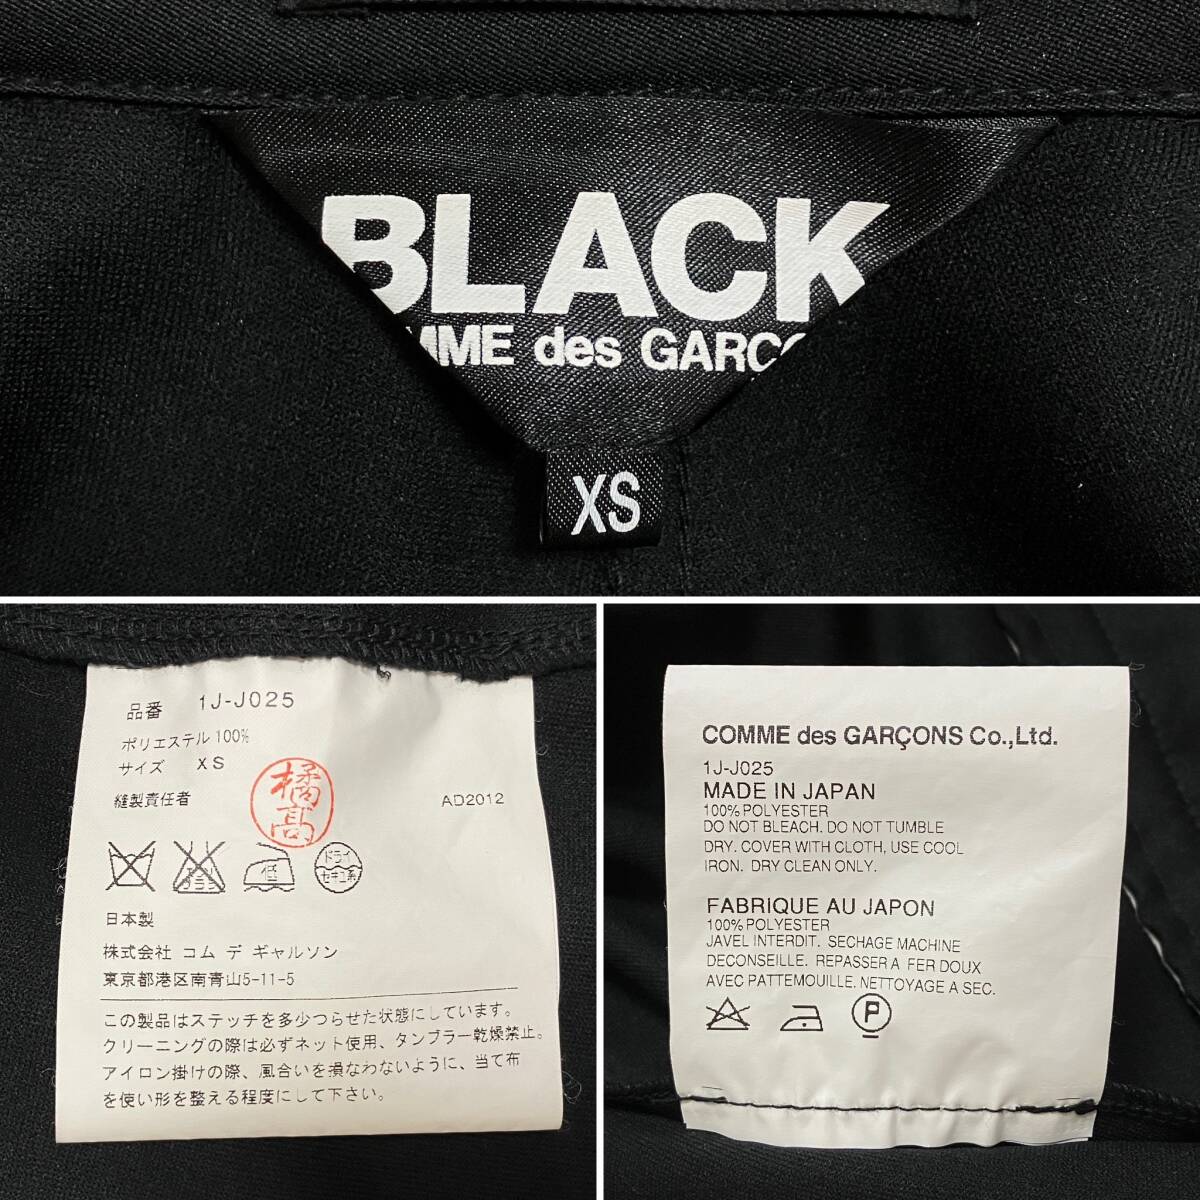 BLACK
MME des GARÇO
XS
品番 1J-J025
ポリエステル 100%
サイズ XS
縫製責任者
橘高
AD2012
低
ドライ
セキユ系
日本製
株式会社 コム デ ギャルソン
東京都港区南青山5-11-5
この製品はステッチを多少つらせた状態にしています。
クリーニングの際は必ずネット使用、タンブラー乾燥禁止。
アイロン掛けの際、風合いを損なわないように、当て布
を使い形を整える程度にして下さい。
COMME des GARÇONS Co.,Ltd.
1J-J025
MADE IN JAPAN
100% POLYESTER
DO NOT BLEACH. DO NOT TUMBLE
DRY. COVER WITH CLOTH, USE COOL
IRON. DRY CLEAN ONLY.
FABRIQUE AU JAPON
100% POLYESTER
JAVEL INTERDIT. SECHAGE MACHINE
DECONSEILLE. REPASSER A FER DOUX
AVEC PATTEMOUILLE. NETTOYAGE A SEC.
P